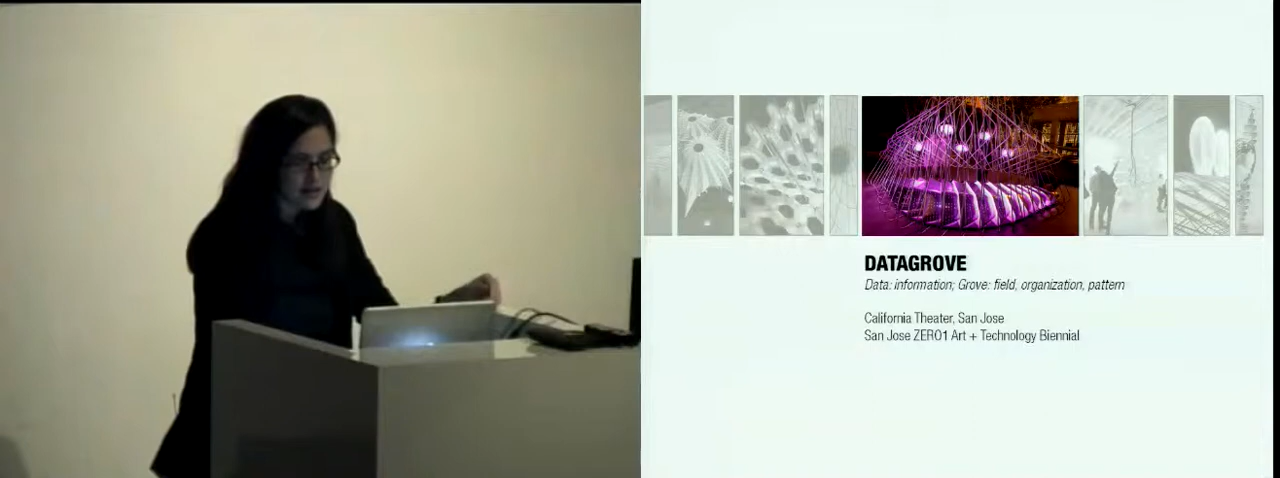 DATAGROVE
Data: information; Grove: field, organization, pattern
California Theater, San Jose
San Jose ZERO1 Art + Technology Biennial